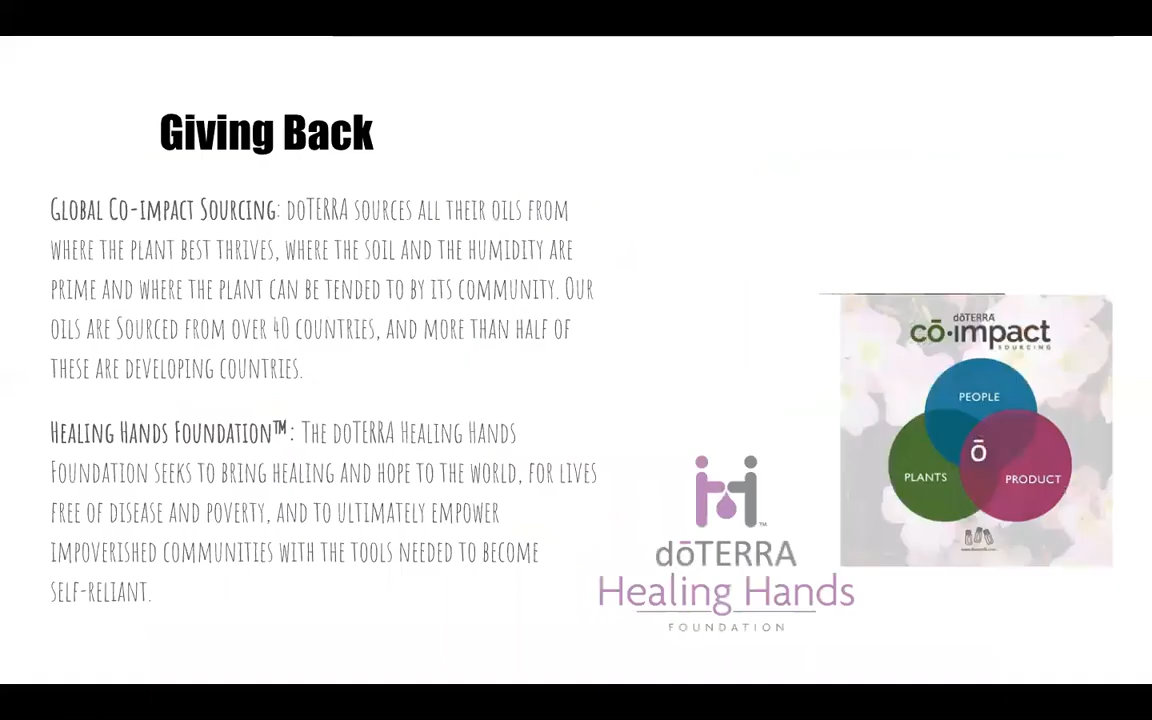 Giving Back
Global Co-impact Sourcing: doTERRA sources all their oils from
where the plant best thrives, where the soil and the humidity are
prime and where the plant can be tended to by its community. Our
oils are Sourced from over 40 countries, and more than half of
these are developing countries.
Healing Hands Foundation™: The doTERRA Healing Hands
Foundation seeks to bring healing and hope to the world, for lives
free of disease and poverty, and to ultimately empower
impoverished communities with the tools needed to become
self-reliant.
™
dōTERRA
Healing Hands
FOUNDATION
dōTERRA
cō•impact
SOURCING
PEOPLE
ō
PLANTS
PRODUCT